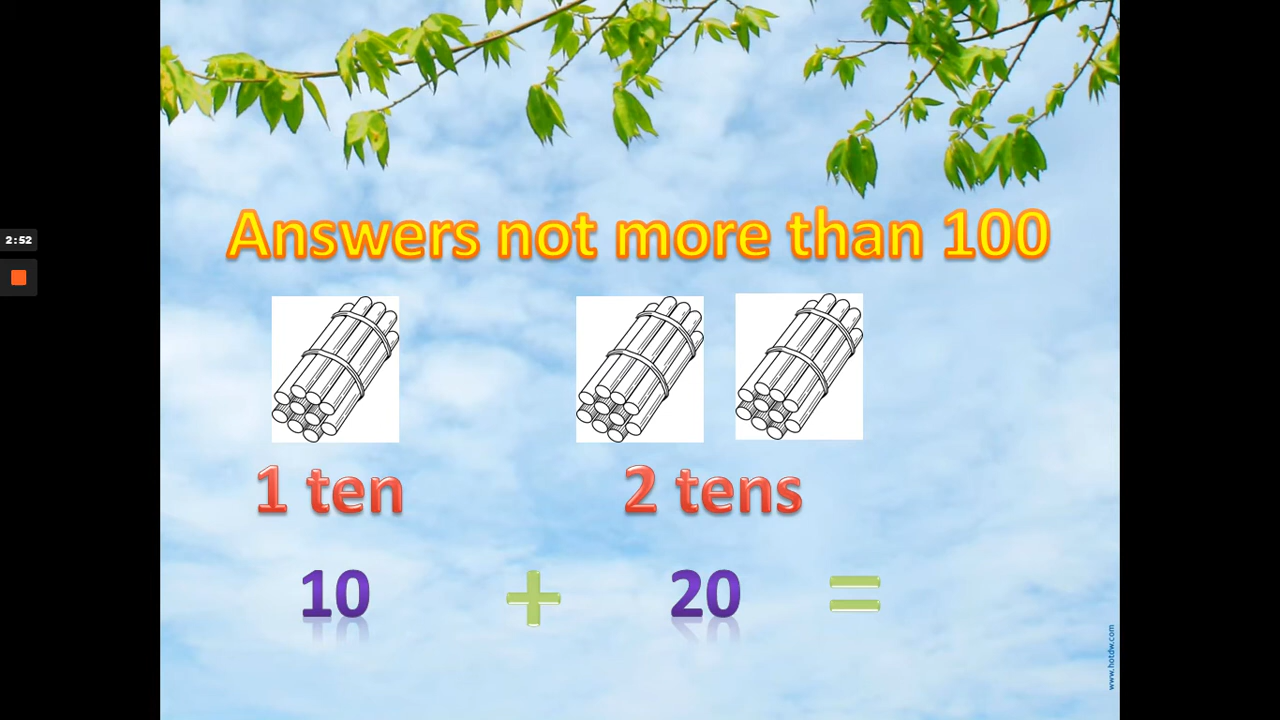 2:52
Answers not more than 100
1 ten 2 tens
10 + 20 =
www.hotdw.com